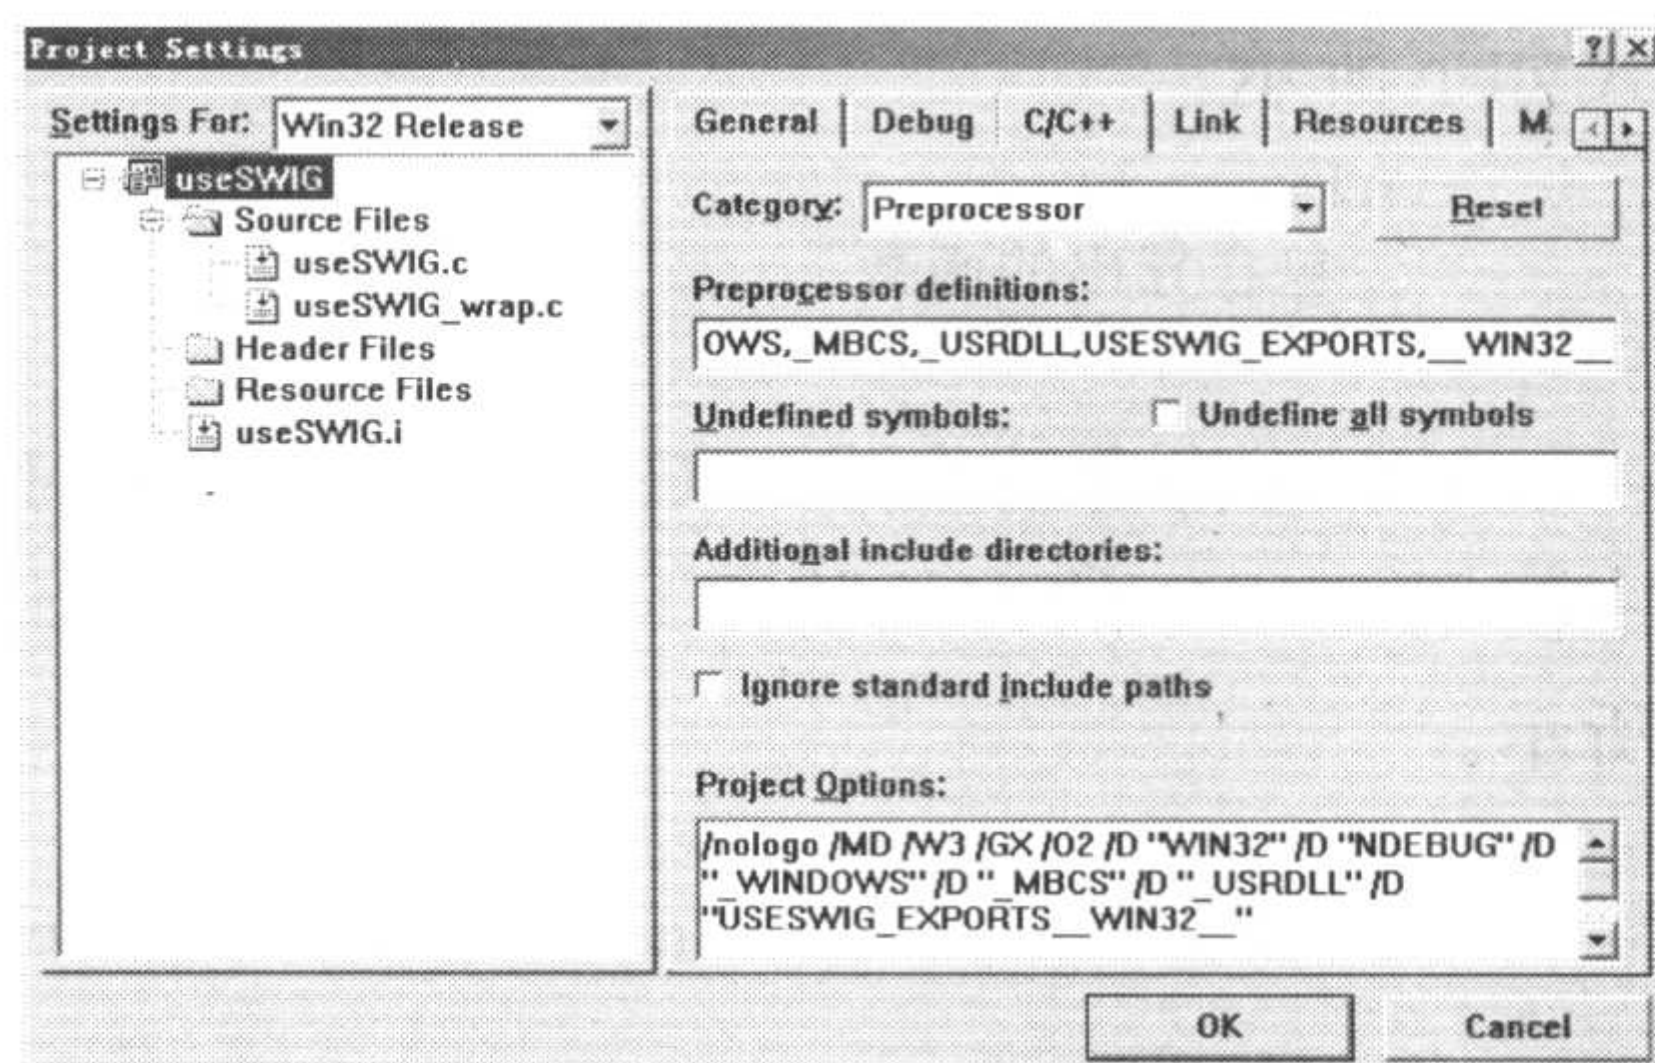 Project Settings
Settings For: Win32 Release
useSWIG
Source Files
useSWIG.c
useSWIG_wrap.c
Header Files
Resource Files
useSWIG.i
General Debug C/C++ Link Resources M
Category: Preprocessor Reset
Preprocessor definitions:
OWS,_MBCS,_USRDLL,USESWIG_EXPORTS,__WIN32__
Undefined symbols: Undefine all symbols
Additional include directories:
Ignore standard include paths
Project Options:
/nologo /MD /W3 /GX /O2 /D "WIN32" /D "NDEBUG" /D
"_WINDOWS" /D "_MBCS" /D "_USRDLL" /D
"USESWIG_EXPORTS__WIN32__"
OK Cancel